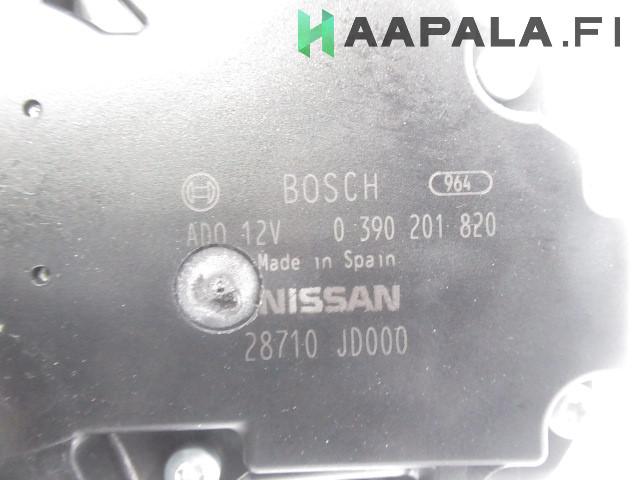 HAAPALA.FI
BOSCH 964
ADO 12V 0 390 201 820
Made in Spain
NISSAN
28710 JD000